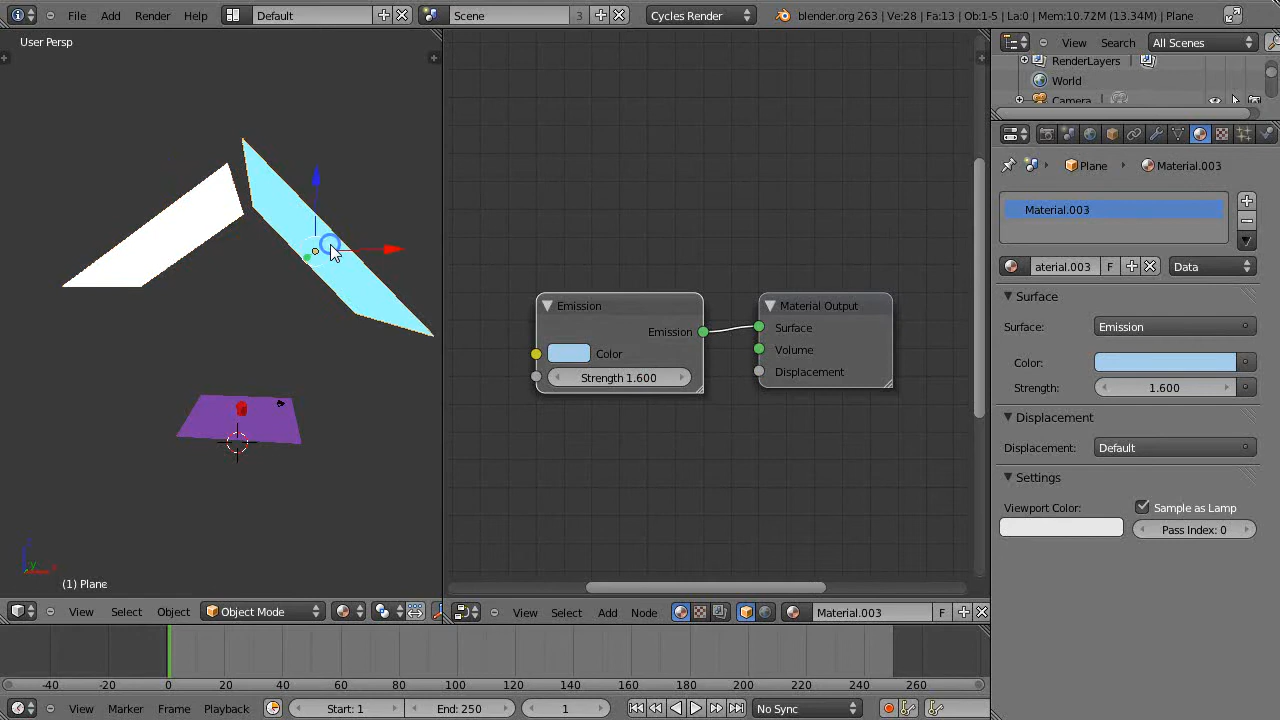 File Add Render Help Default Scene 3 Cycles Render blender.org 263 | Ve:28 | Fa:13 | Ob:1-5 | La:0 | Mem:10.72M (13.34M) | Plane
User Persp
View Search All Scenes
RenderLayers
World
Camera
Plane Material.003
Material.003
aterial.003 F Data
Surface
Surface: Emission
Color:
Strength: 1.600
Displacement
Displacement: Default
Settings
Viewport Color: Sample as Lamp
Pass Index: 0
Emission
Emission
Color
Strength 1.600
Material Output
Surface
Volume
Displacement
y
(1) Plane
View Select Object Object Mode
View Select Add Node Material.003 F
-40 -20 0 20 40 60 80 100 120 140 160 180 200 220 240 260
View Marker Frame Playback Start: 1 End: 250 1 No Sync